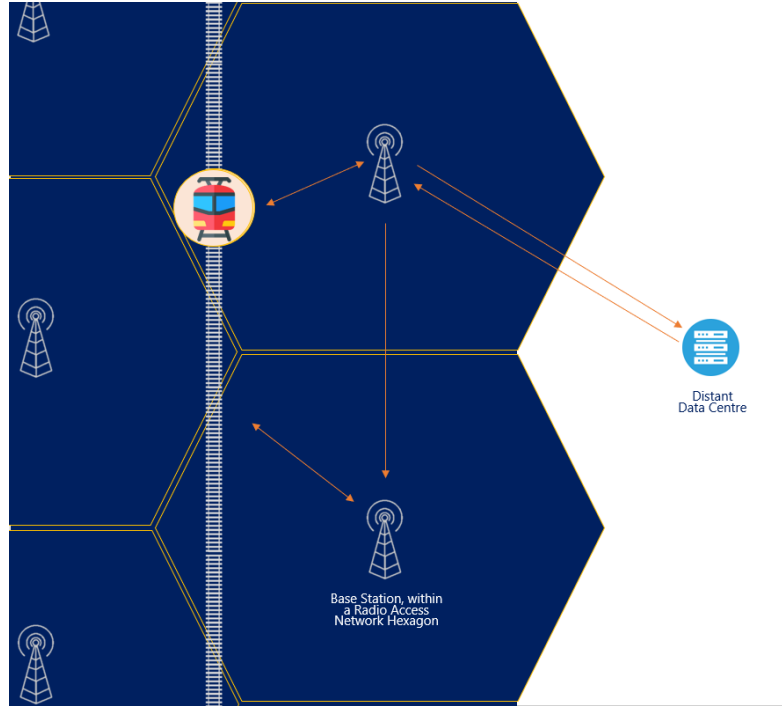 Distant
Data Centre
Base Station, within
a Radio Access
Network Hexagon